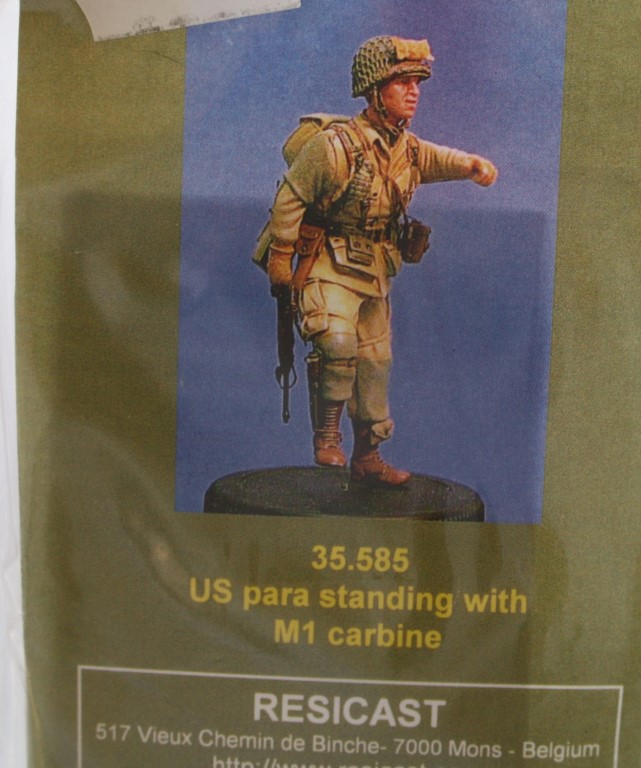 35.585
US para standing with
M1 carbine
RESICAST
517 Vieux Chemin de Binche- 7000 Mons - Belgium